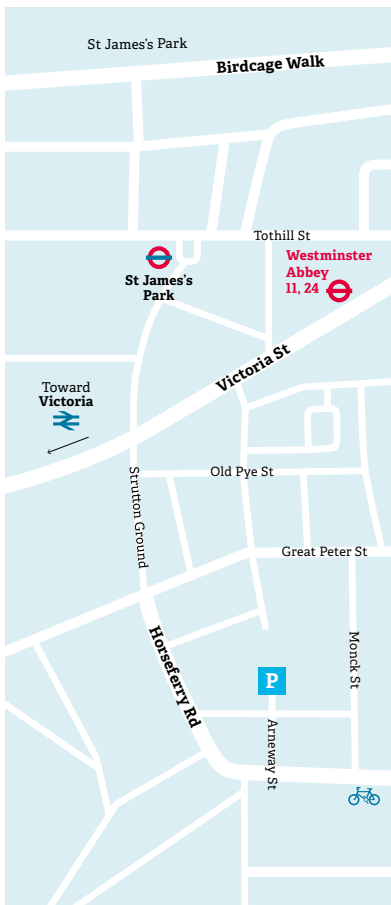 St James's Park
Birdcage Walk
Tothill St
Westminster
Abbey
11, 24
St James's
Park
Victoria St
Toward
Victoria
Old Pye St
Strutton Ground
Great Peter St
Horseferry Rd
Monck St
P
Arneway St